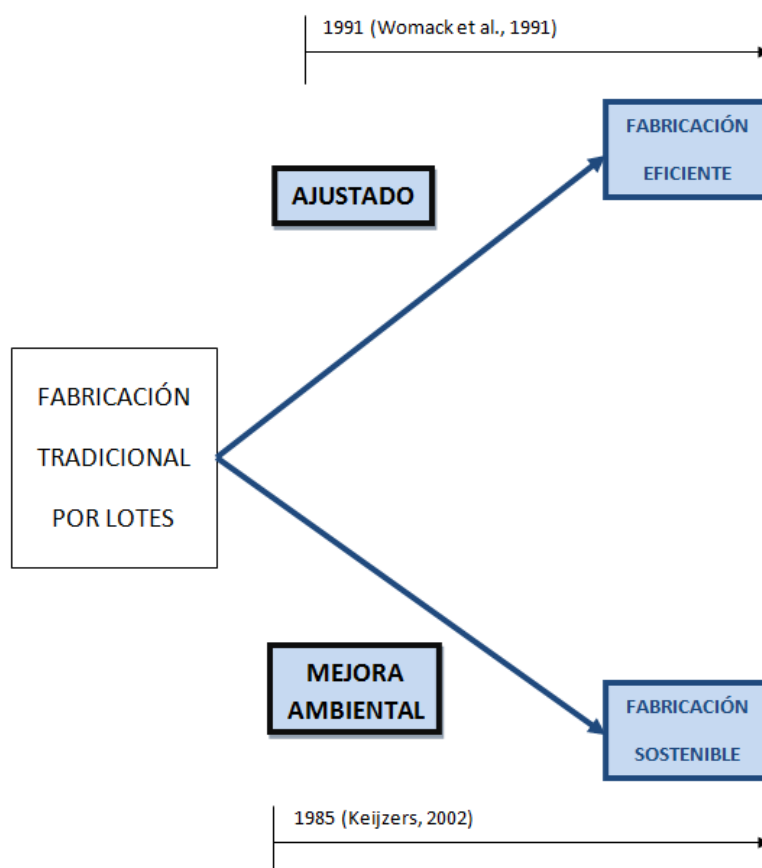 1991 (Womack et al., 1991)
FABRICACIÓN
EFICIENTE
AJUSTADO
FABRICACIÓN
TRADICIONAL
POR LOTES
MEJORA
AMBIENTAL
FABRICACIÓN
SOSTENIBLE
1985 (Keijzers, 2002)